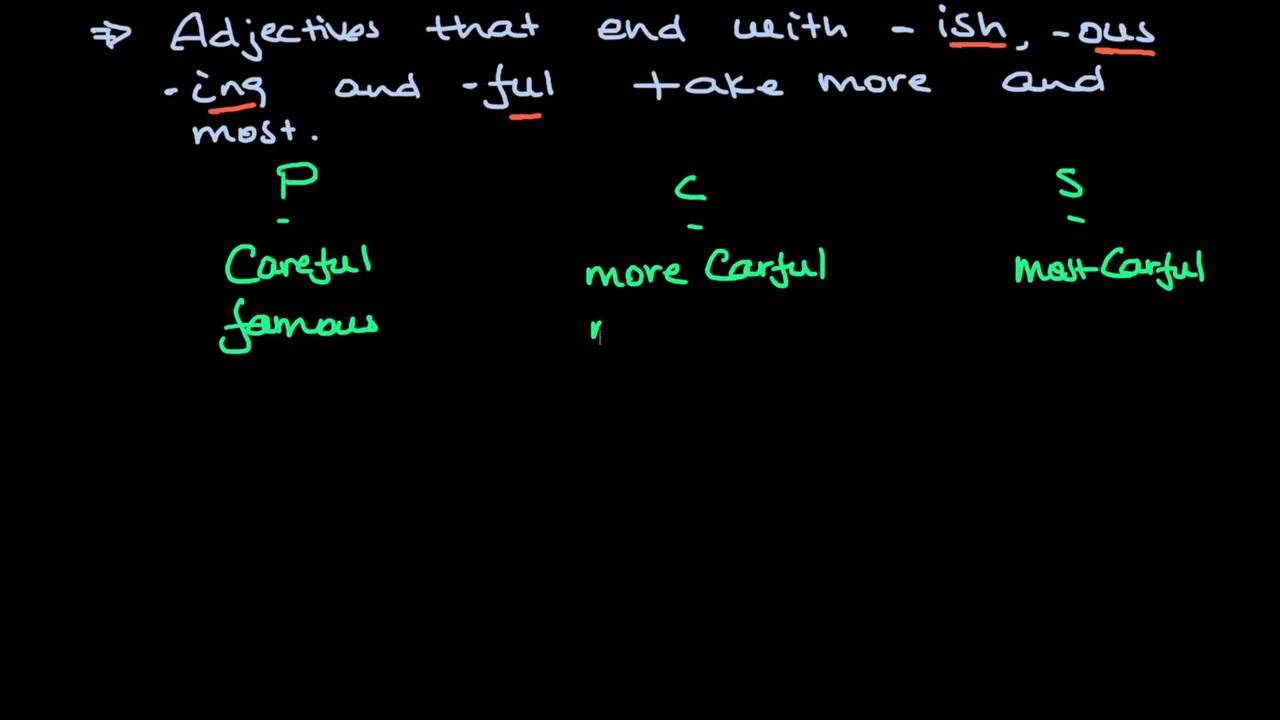 ⇒ Adjectives that end with - ish, -ous
-ing and -ful take more and
most.
P C S
- - -
Careful more Carful most Carful
famous